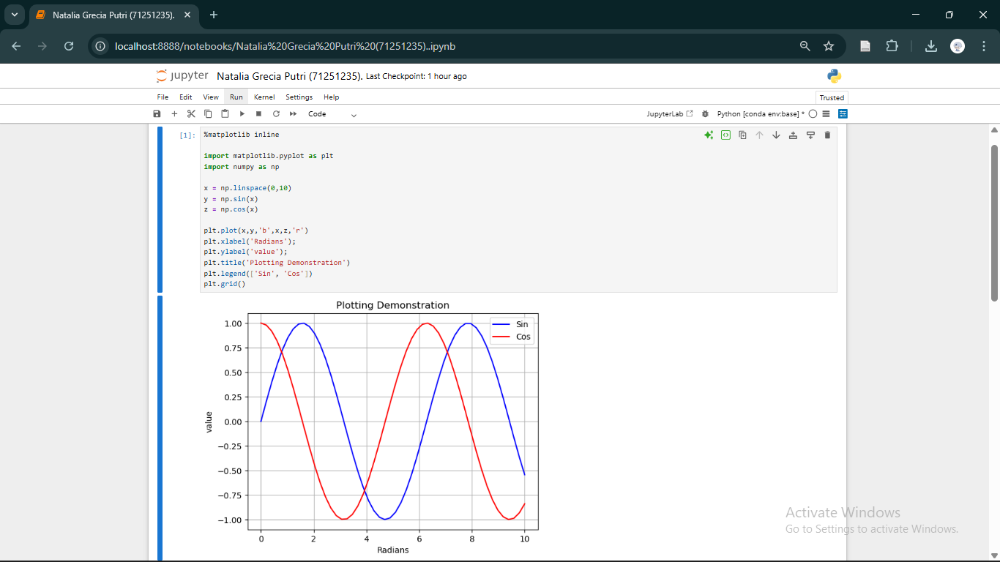 Natalia Grecia Putri (71251235).
localhost:8888/notebooks/Natalia%20Grecia%20Putri%20(71251235)..ipynb
jupyter Natalia Grecia Putri (71251235). Last Checkpoint: 1 hour ago
File Edit View Run Kernel Settings Help
Trusted
Code JupyterLab Python [conda env:base] *
[1]: %matplotlib inline
import matplotlib.pyplot as plt
import numpy as np
x = np.linspace(0,10)
y = np.sin(x)
z = np.cos(x)
plt.plot(x,y,'b',x,z,'r')
plt.xlabel('Radians');
plt.ylabel('value');
plt.title('Plotting Demonstration')
plt.legend(['Sin', 'Cos'])
plt.grid()
Plotting Demonstration
Sin
Cos
1.00
0.75
0.50
0.25
0.00
−0.25
−0.50
−0.75
−1.00
value
0 2 4 6 8 10
Radians
Activate Windows
Go to Settings to activate Windows.